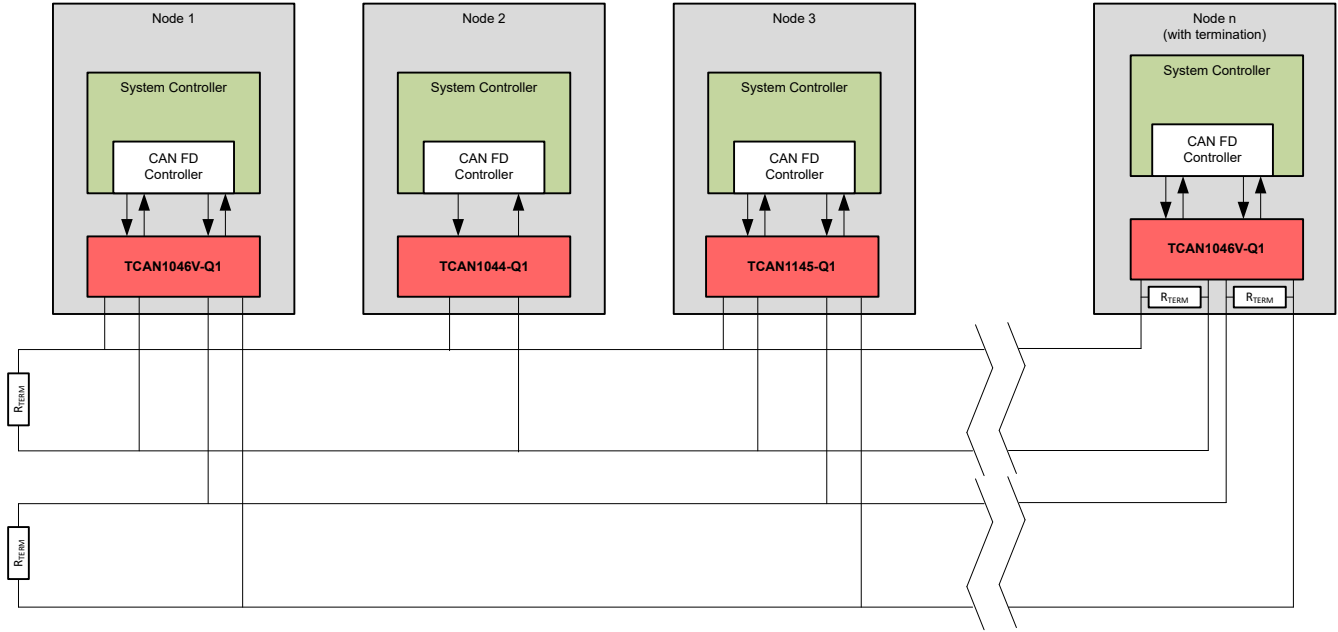 Node 1
System Controller
CAN FD
Controller
TCAN1046V-Q1
Node 2
System Controller
CAN FD
Controller
TCAN1044-Q1
Node 3
System Controller
CAN FD
Controller
TCAN1145-Q1
Node n
(with termination)
System Controller
CAN FD
Controller
TCAN1046V-Q1
RTERM
RTERM
RTERM
RTERM